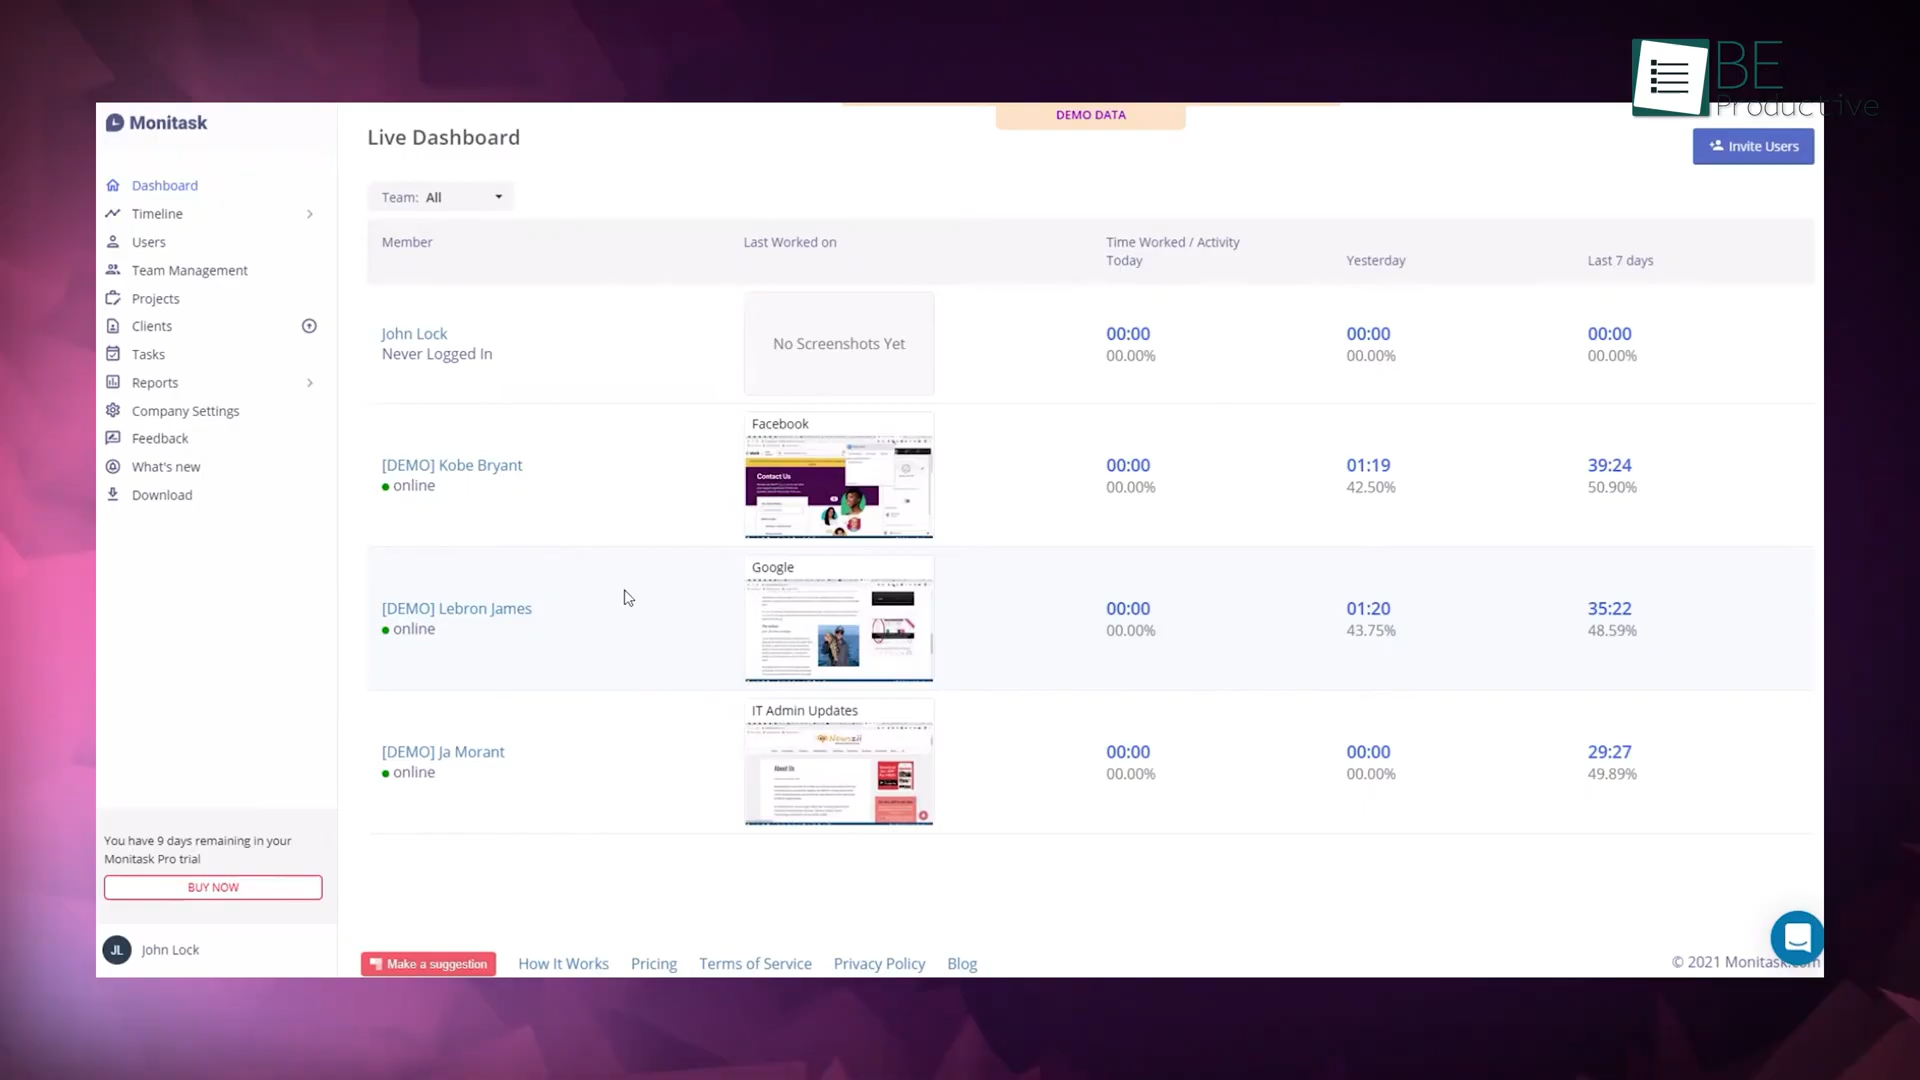 BE
Productive
Monitask
DEMO DATA
Live Dashboard
Invite Users
Dashboard
Timeline
Users
Team Management
Projects
Clients
Tasks
Reports
Company Settings
Feedback
What's new
Download
Team: All
Member
Last Worked on
Time Worked / Activity
Today
Yesterday
Last 7 days
John Lock
Never Logged In
No Screenshots Yet
00:00
00.00%
00:00
00.00%
00:00
00.00%
[DEMO] Kobe Bryant
online
Facebook
Contact Us
00:00
00.00%
01:19
42.50%
39:24
50.90%
[DEMO] Lebron James
online
Google
00:00
00.00%
01:20
43.75%
35:22
48.59%
[DEMO] Ja Morant
online
IT Admin Updates
About Us
00:00
00.00%
00:00
00.00%
29:27
49.89%
You have 9 days remaining in your
Monitask Pro trial
BUY NOW
JL
John Lock
Make a suggestion
How It Works
Pricing
Terms of Service
Privacy Policy
Blog
© 2021 Monitask.com